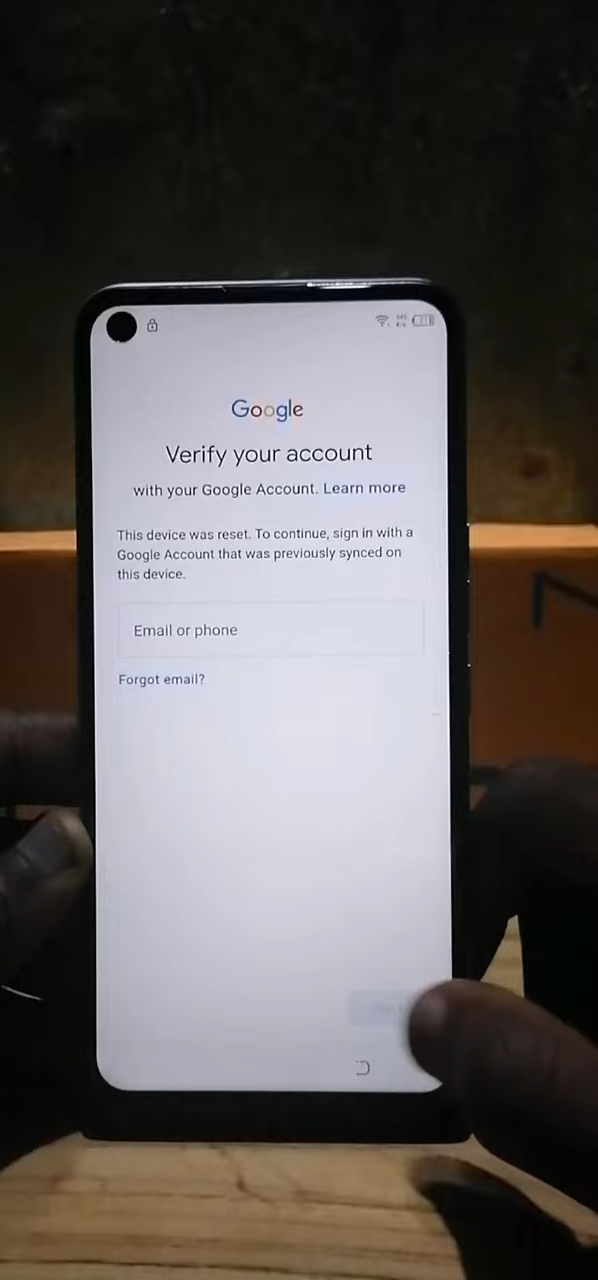 Google
Verify your account
with your Google Account. Learn more
This device was reset. To continue, sign in with a
Google Account that was previously synced on
this device.
Email or phone
Forgot email?